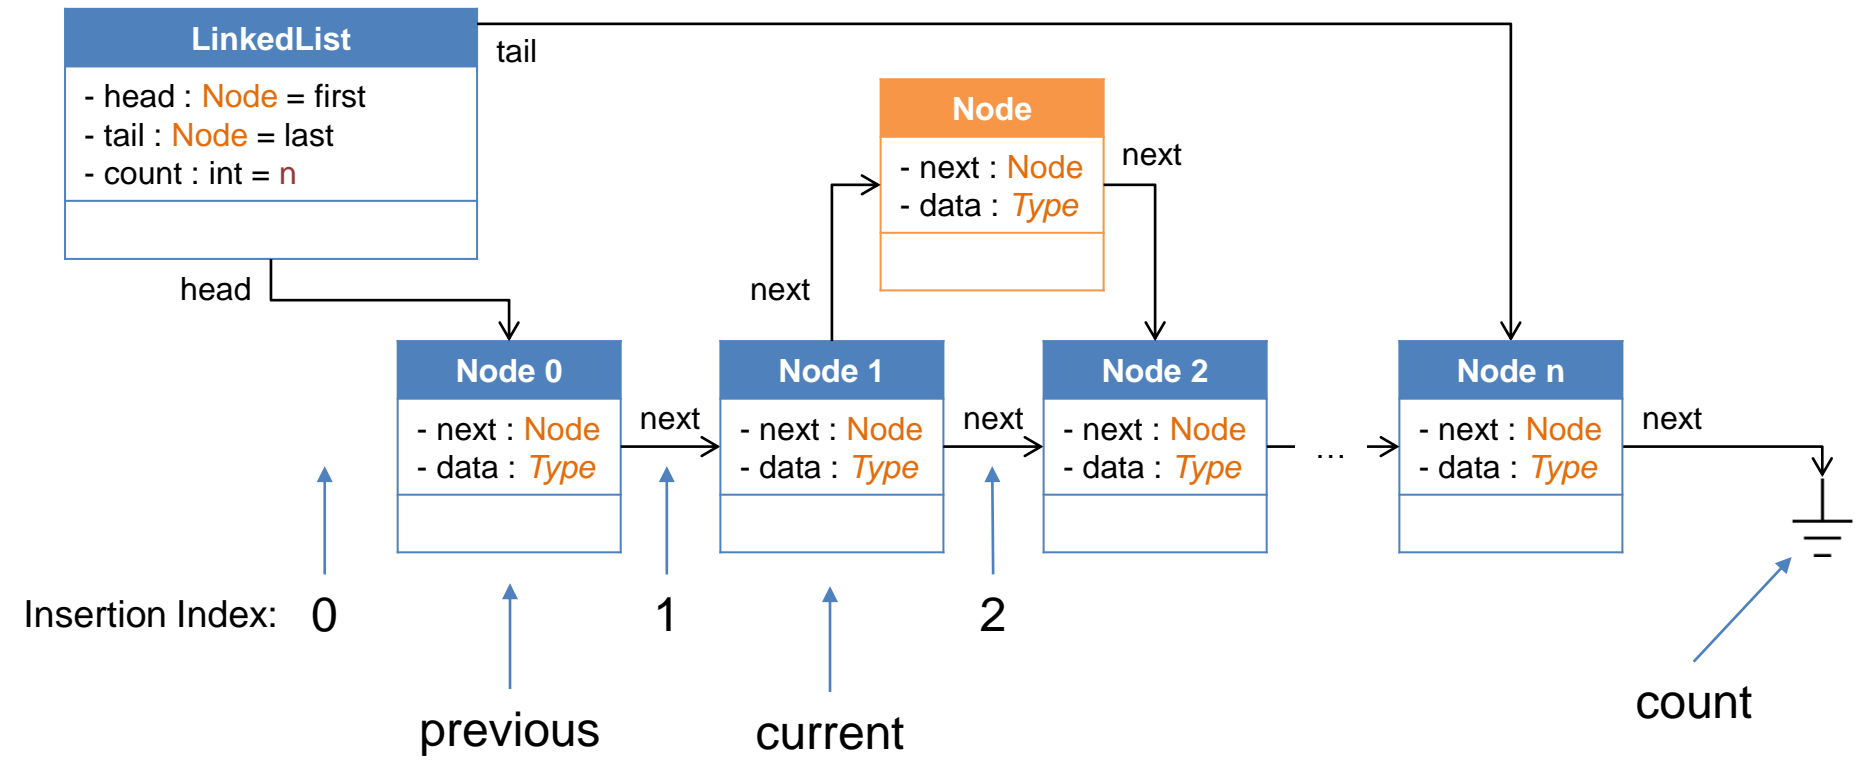 LinkedList
- head : Node = first
- tail : Node = last
- count : int = n
tail
Node
- next : Node
- data : Type
next
head
next
Node 0
- next : Node
- data : Type
next
Node 1
- next : Node
- data : Type
next
Node 2
- next : Node
- data : Type
...
Node n
- next : Node
- data : Type
next
Insertion Index: 0 1 2
previous
current
count